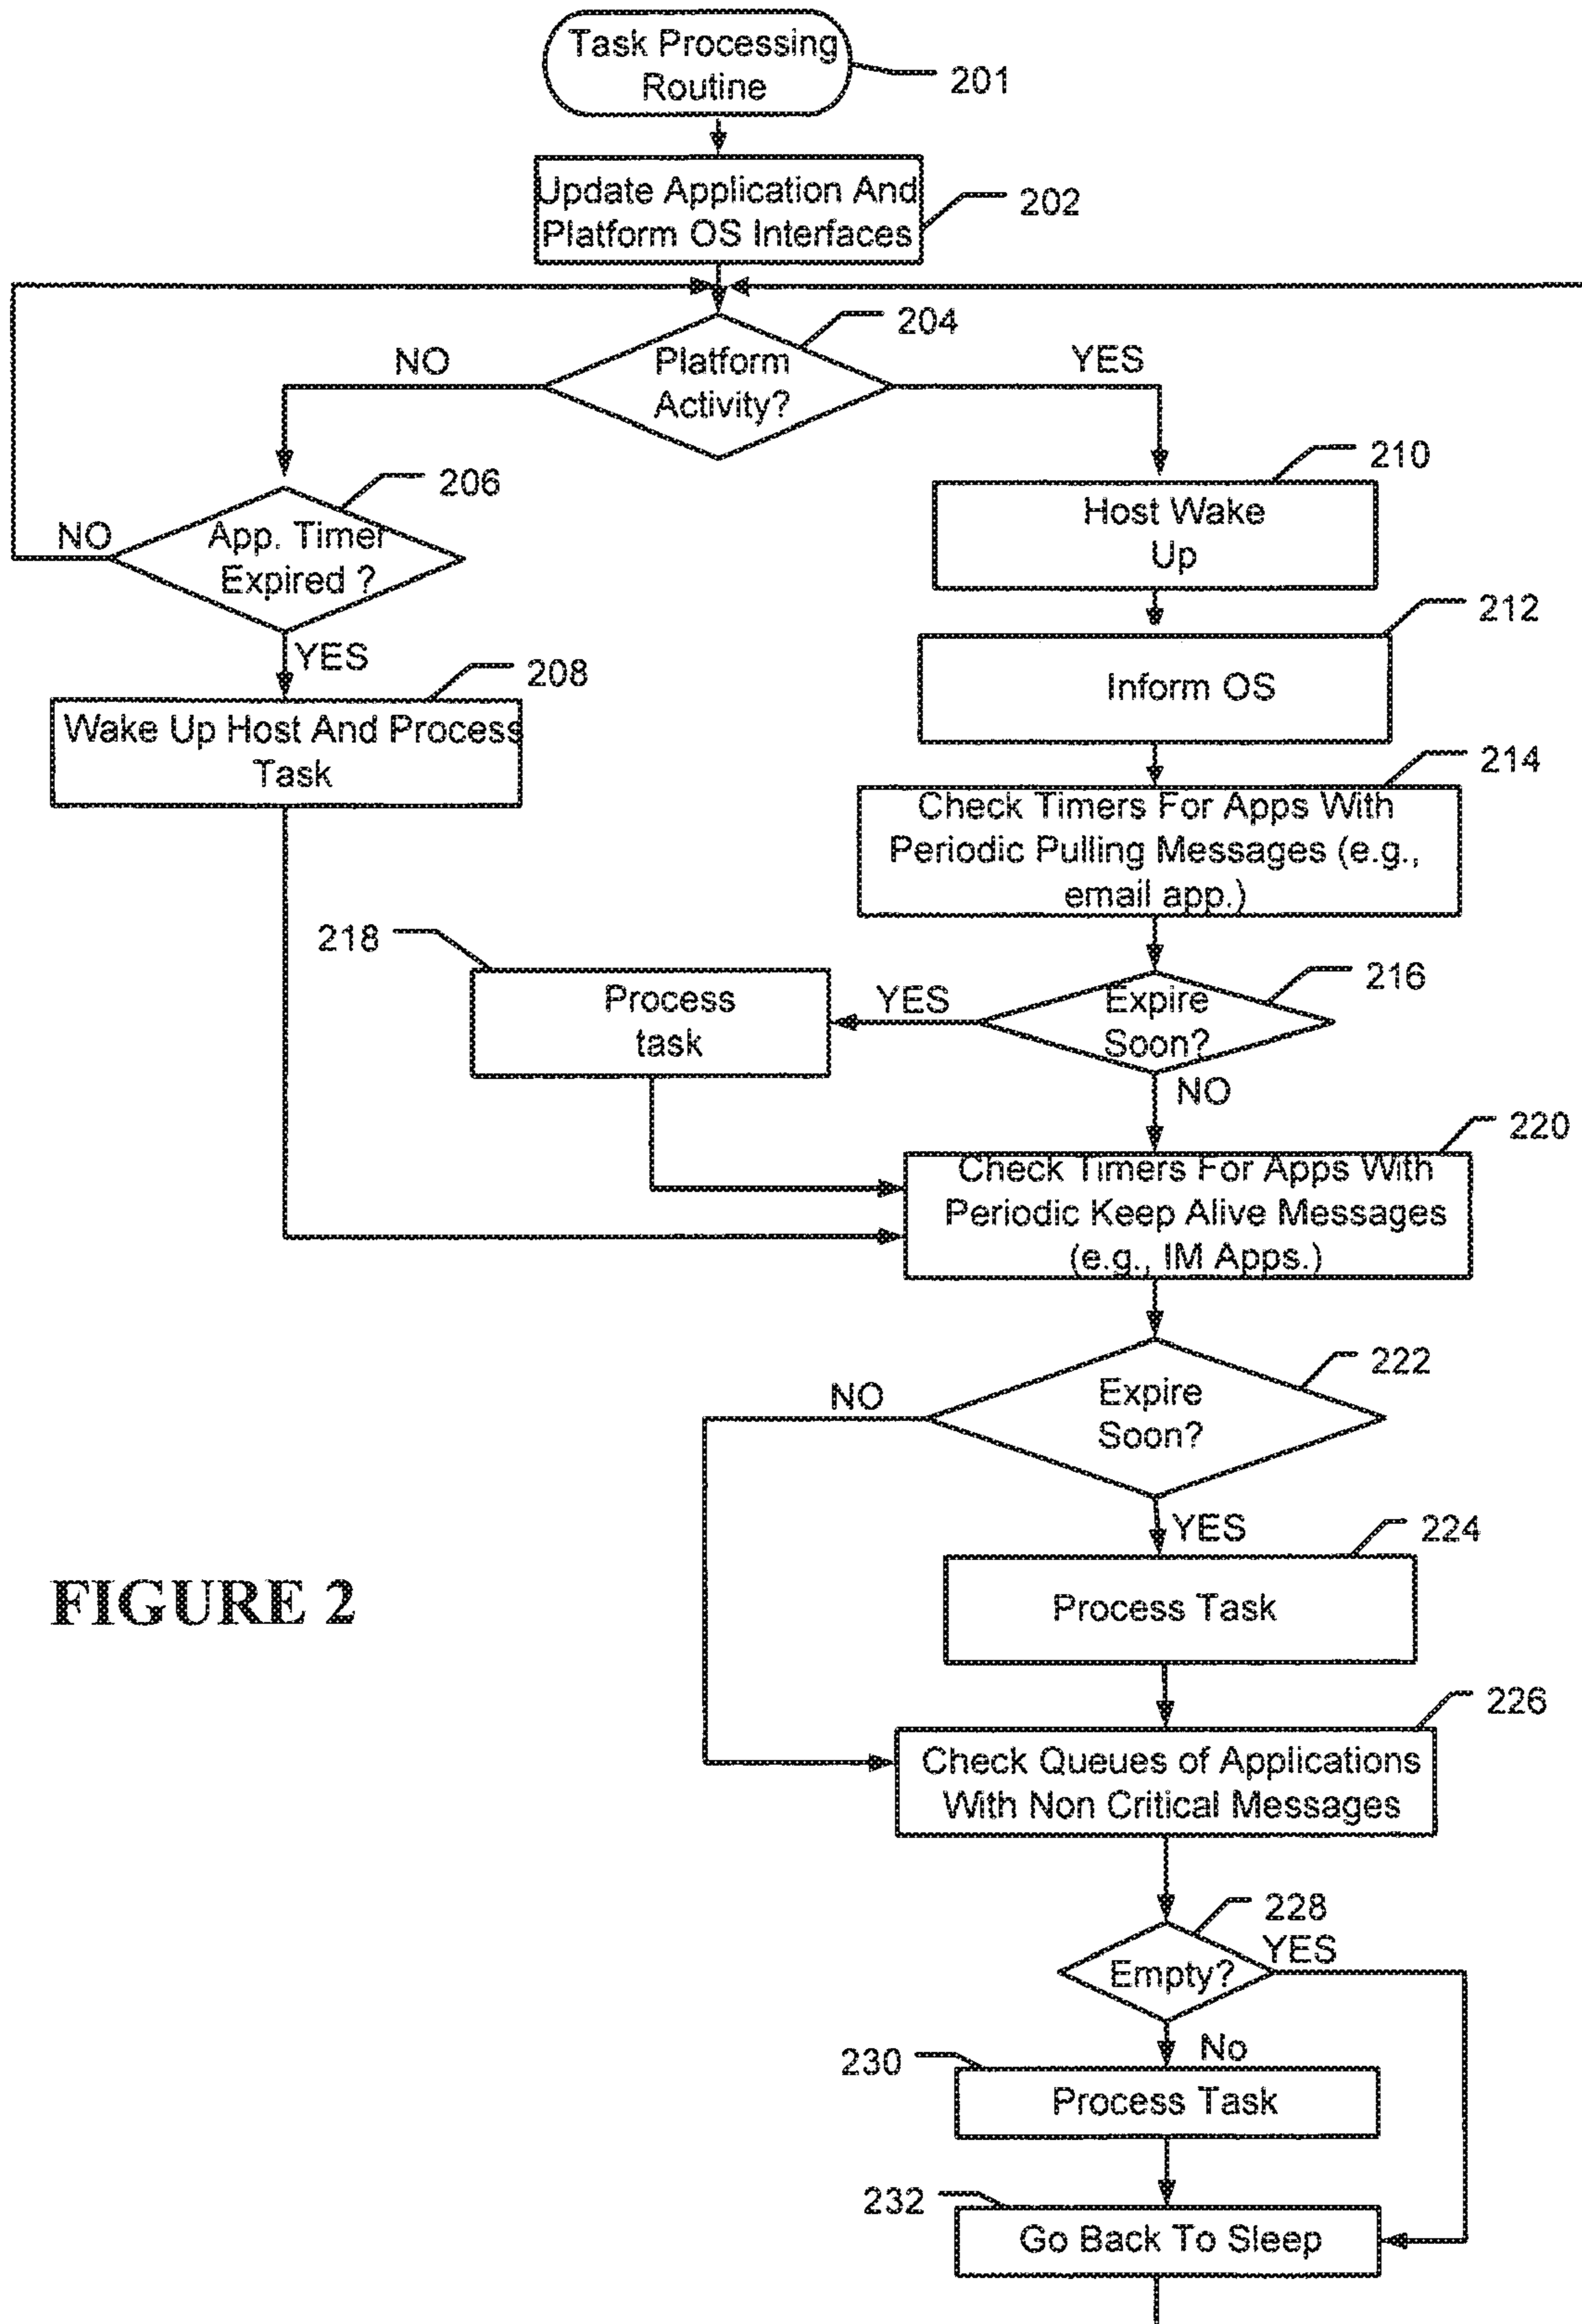 Task Processing
Routine
201
Update Application And
Platform OS Interfaces
202
204
Platform
Activity?
NO
YES
206
App. Timer
Expired ?
NO
YES
208
Wake Up Host And Process
Task
210
Host Wake
Up
212
Inform OS
214
Check Timers For Apps With
Periodic Pulling Messages (e.g.,
email app.)
216
Expire
Soon?
YES
NO
218
Process
task
220
Check Timers For Apps With
Periodic Keep Alive Messages
(e.g., IM Apps.)
222
Expire
Soon?
NO
YES
224
Process Task
226
Check Queues of Applications
With Non Critical Messages
228
Empty?
YES
No
230
Process Task
232
Go Back To Sleep
FIGURE 2